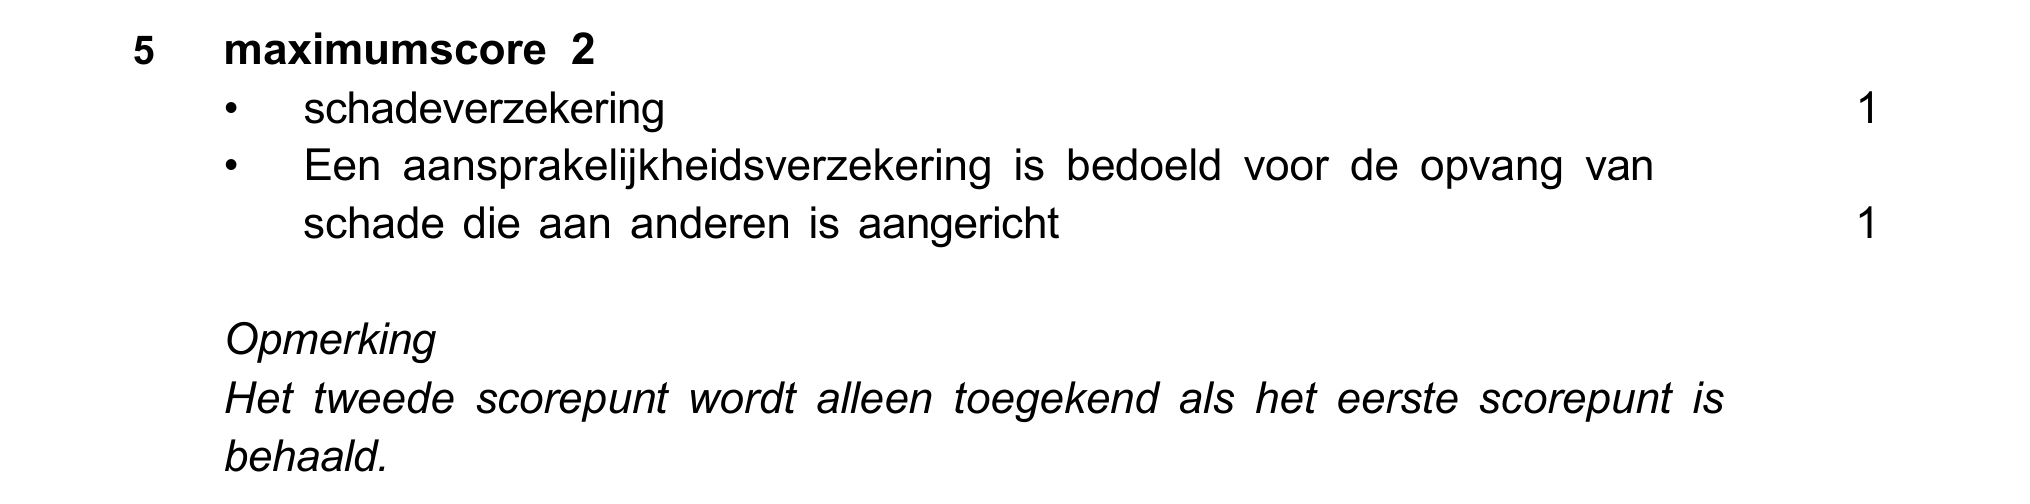 5 maximumscore 2
• schadeverzekering 1
• Een aansprakelijkheidsverzekering is bedoeld voor de opvang van
schade die aan anderen is aangericht 1
Opmerking
Het tweede scorepunt wordt alleen toegekend als het eerste scorepunt is
behaald.